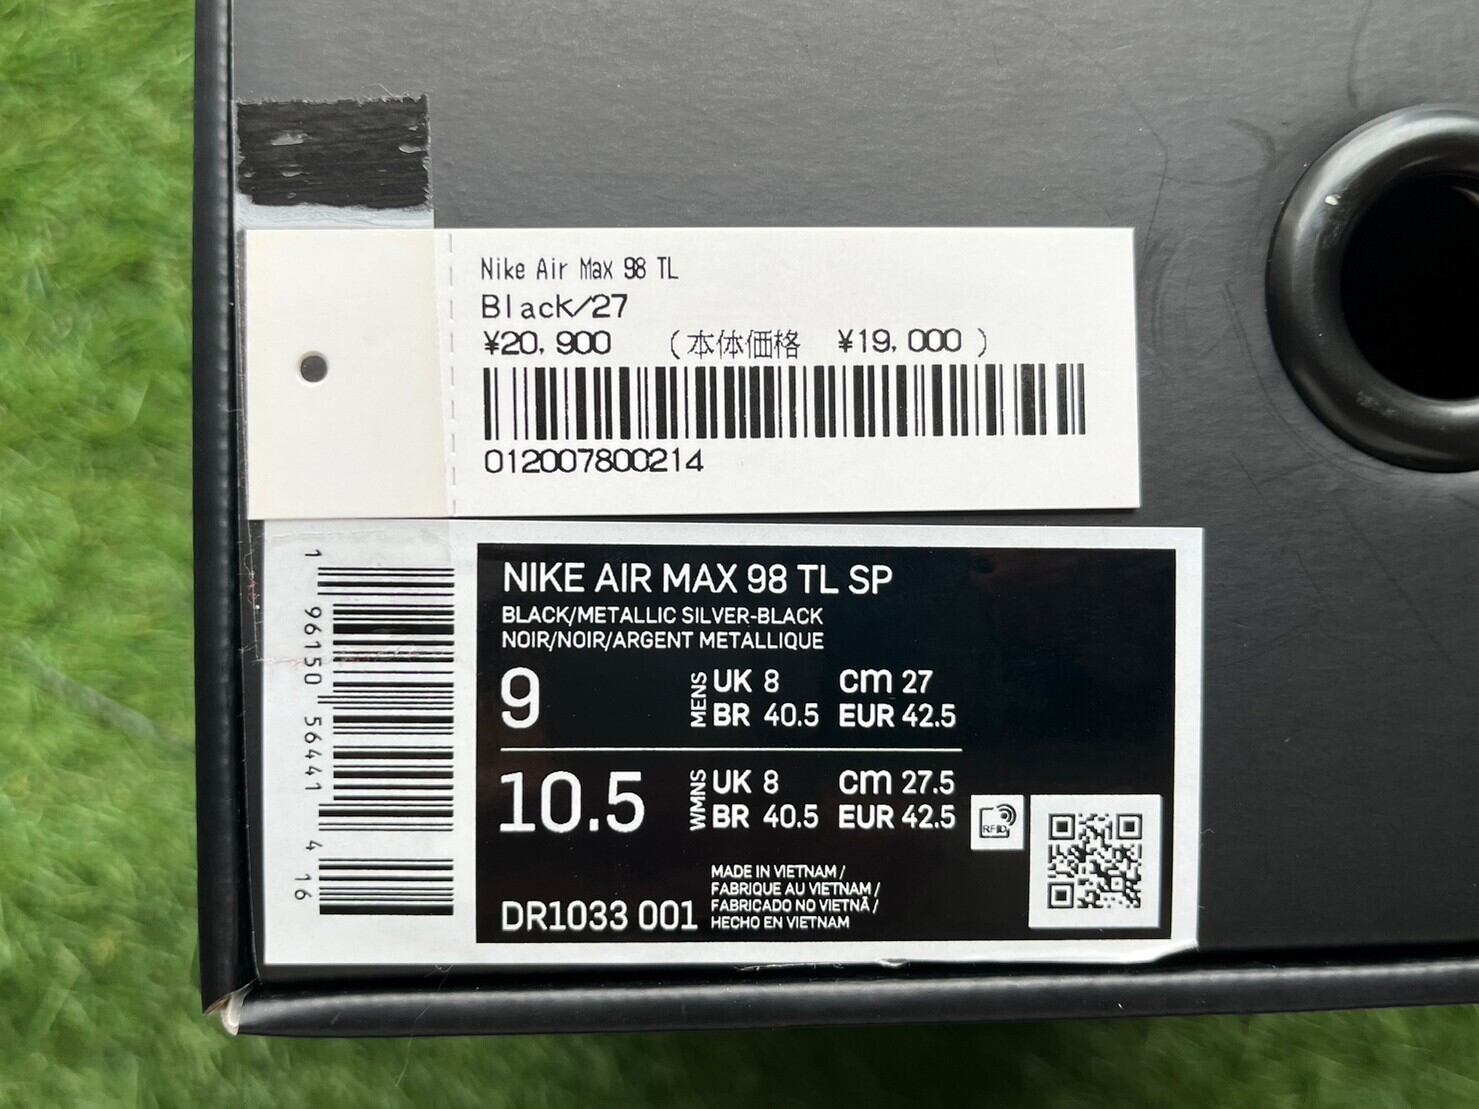 Nike Air Max 98 TL
Black/27
¥20,900 (本体価格 ¥19,000 )
012007800214
1 96150 56441 4 16
NIKE AIR MAX 98 TL SP
BLACK/METALLIC SILVER-BLACK
NOIR/NOIR/ARGENT METALLIQUE
9 MENS UK 8 CM 27
BR 40.5 EUR 42.5
10.5 WMNS UK 8 CM 27.5
BR 40.5 EUR 42.5
RFID
MADE IN VIETNAM /
FABRIQUE AU VIETNAM /
FABRICADO NO VIETNÃ /
HECHO EN VIETNAM
DR1033 001